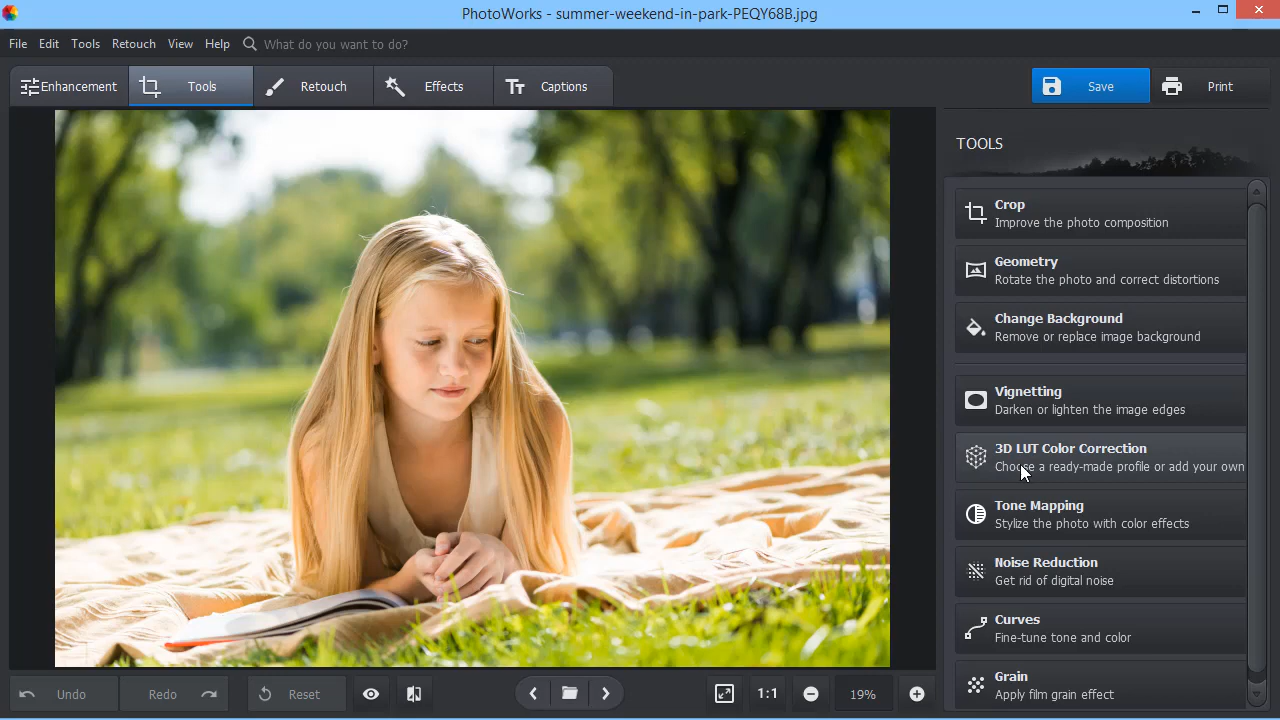 PhotoWorks - summer-weekend-in-park-PEQY68B.jpg
File Edit Tools Retouch View Help What do you want to do?
Enhancement Tools Retouch Effects Captions Save Print
TOOLS
Crop
Improve the photo composition
Geometry
Rotate the photo and correct distortions
Change Background
Remove or replace image background
Vignetting
Darken or lighten the image edges
3D LUT Color Correction
Choose a ready-made profile or add your own
Tone Mapping
Stylize the photo with color effects
Noise Reduction
Get rid of digital noise
Curves
Fine-tune tone and color
Grain
Apply film grain effect
Undo Redo Reset 1:1 19%